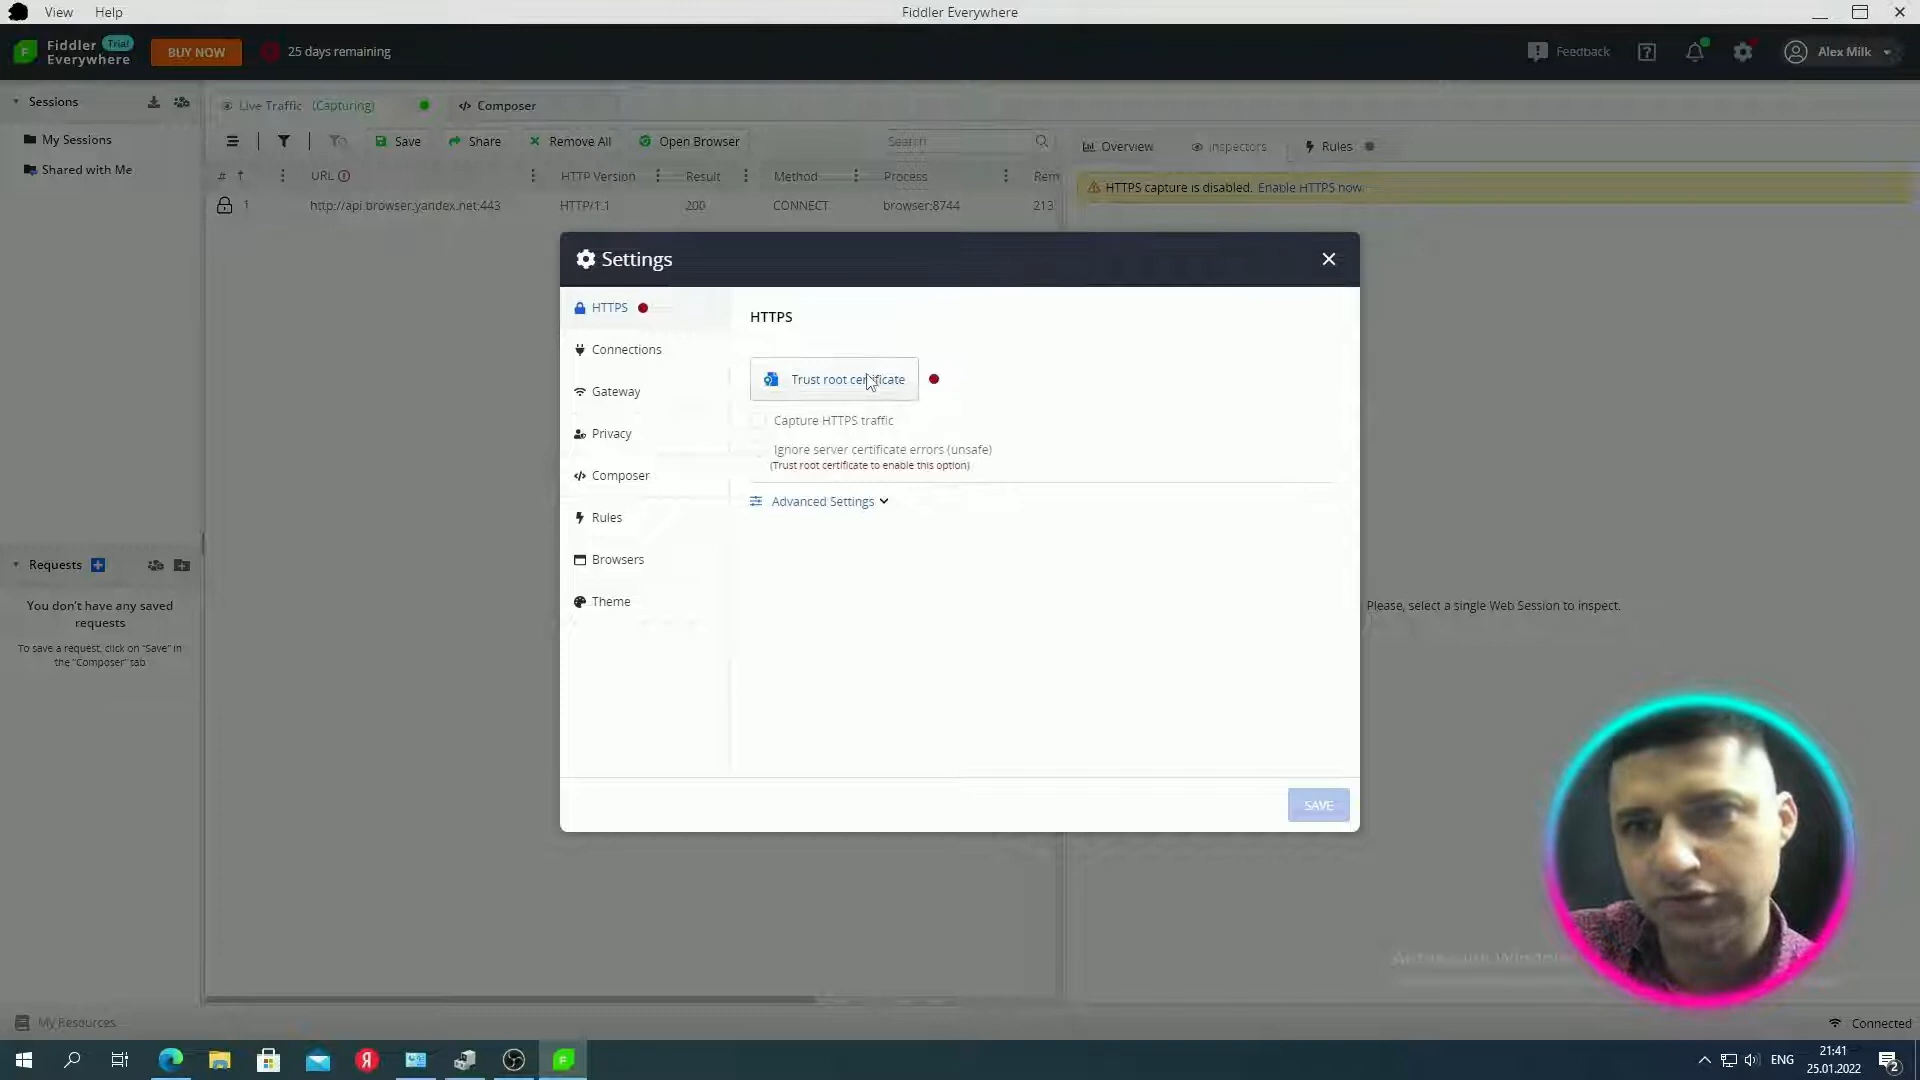 View Help Fiddler Everywhere
Fiddler Everywhere Trial BUY NOW 25 days remaining Feedback Alex Milk
Sessions
My Sessions
Shared with Me
Live Traffic (Capturing) Composer
Save Share Remove All Open Browser Search
# URL HTTP Version Result Method Process Rem
1 http://api.browser.yandex.net:443 HTTP/1.1 200 CONNECT browser:8744 213
Overview Inspectors Rules
HTTPS capture is disabled. Enable HTTPS now
Settings
HTTPS
Connections
Gateway
Privacy
Composer
Rules
Browsers
Theme
HTTPS
Trust root certificate
Capture HTTPS traffic
Ignore server certificate errors (unsafe)
(Trust root certificate to enable this option)
Advanced Settings
SAVE
Requests
You don't have any saved
requests
To save a request, click on "Save" in
the "Composer" tab
Please, select a single Web Session to inspect.
My Resources
Connected
ENG
21:41
25.01.2022
2